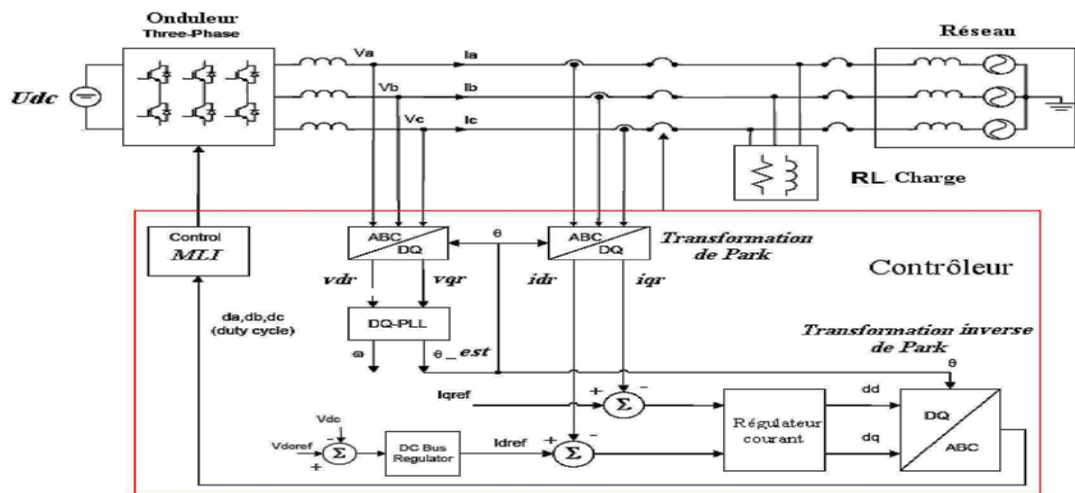 Onduleur
Three-Phase
Udc
Va
Ia
Vb
Ib
Vc
Ic
Réseau
RL Charge
Control
MLI
ABC
DQ
θ
ABC
DQ
Transformation
de Park
Contrôleur
vdr
vqr
idr
iqr
da,db,dc
(duty cycle)
DQ-PLL
ω
θ_est
Transformation inverse
de Park
θ
Iqref
+
-
Σ
dd
DQ
ABC
Régulateur
courant
dq
Vdc
-
Vdcref
+
Σ
DC Bus
Regulator
Idref
+
-
Σ